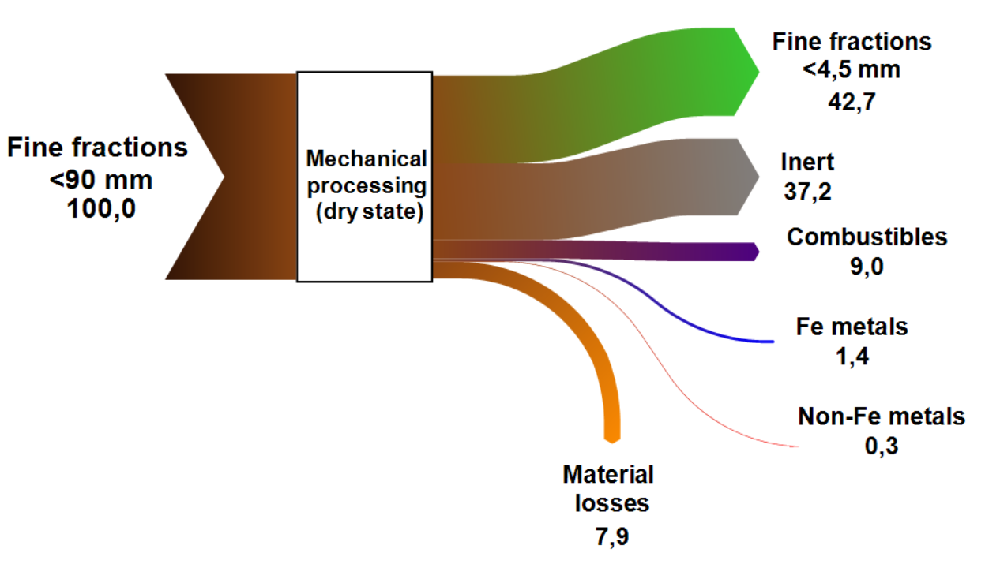 Fine fractions
<90 mm
100,0
Mechanical
processing
(dry state)
Fine fractions
<4,5 mm
42,7
Inert
37,2
Combustibles
9,0
Fe metals
1,4
Non-Fe metals
0,3
Material
losses
7,9